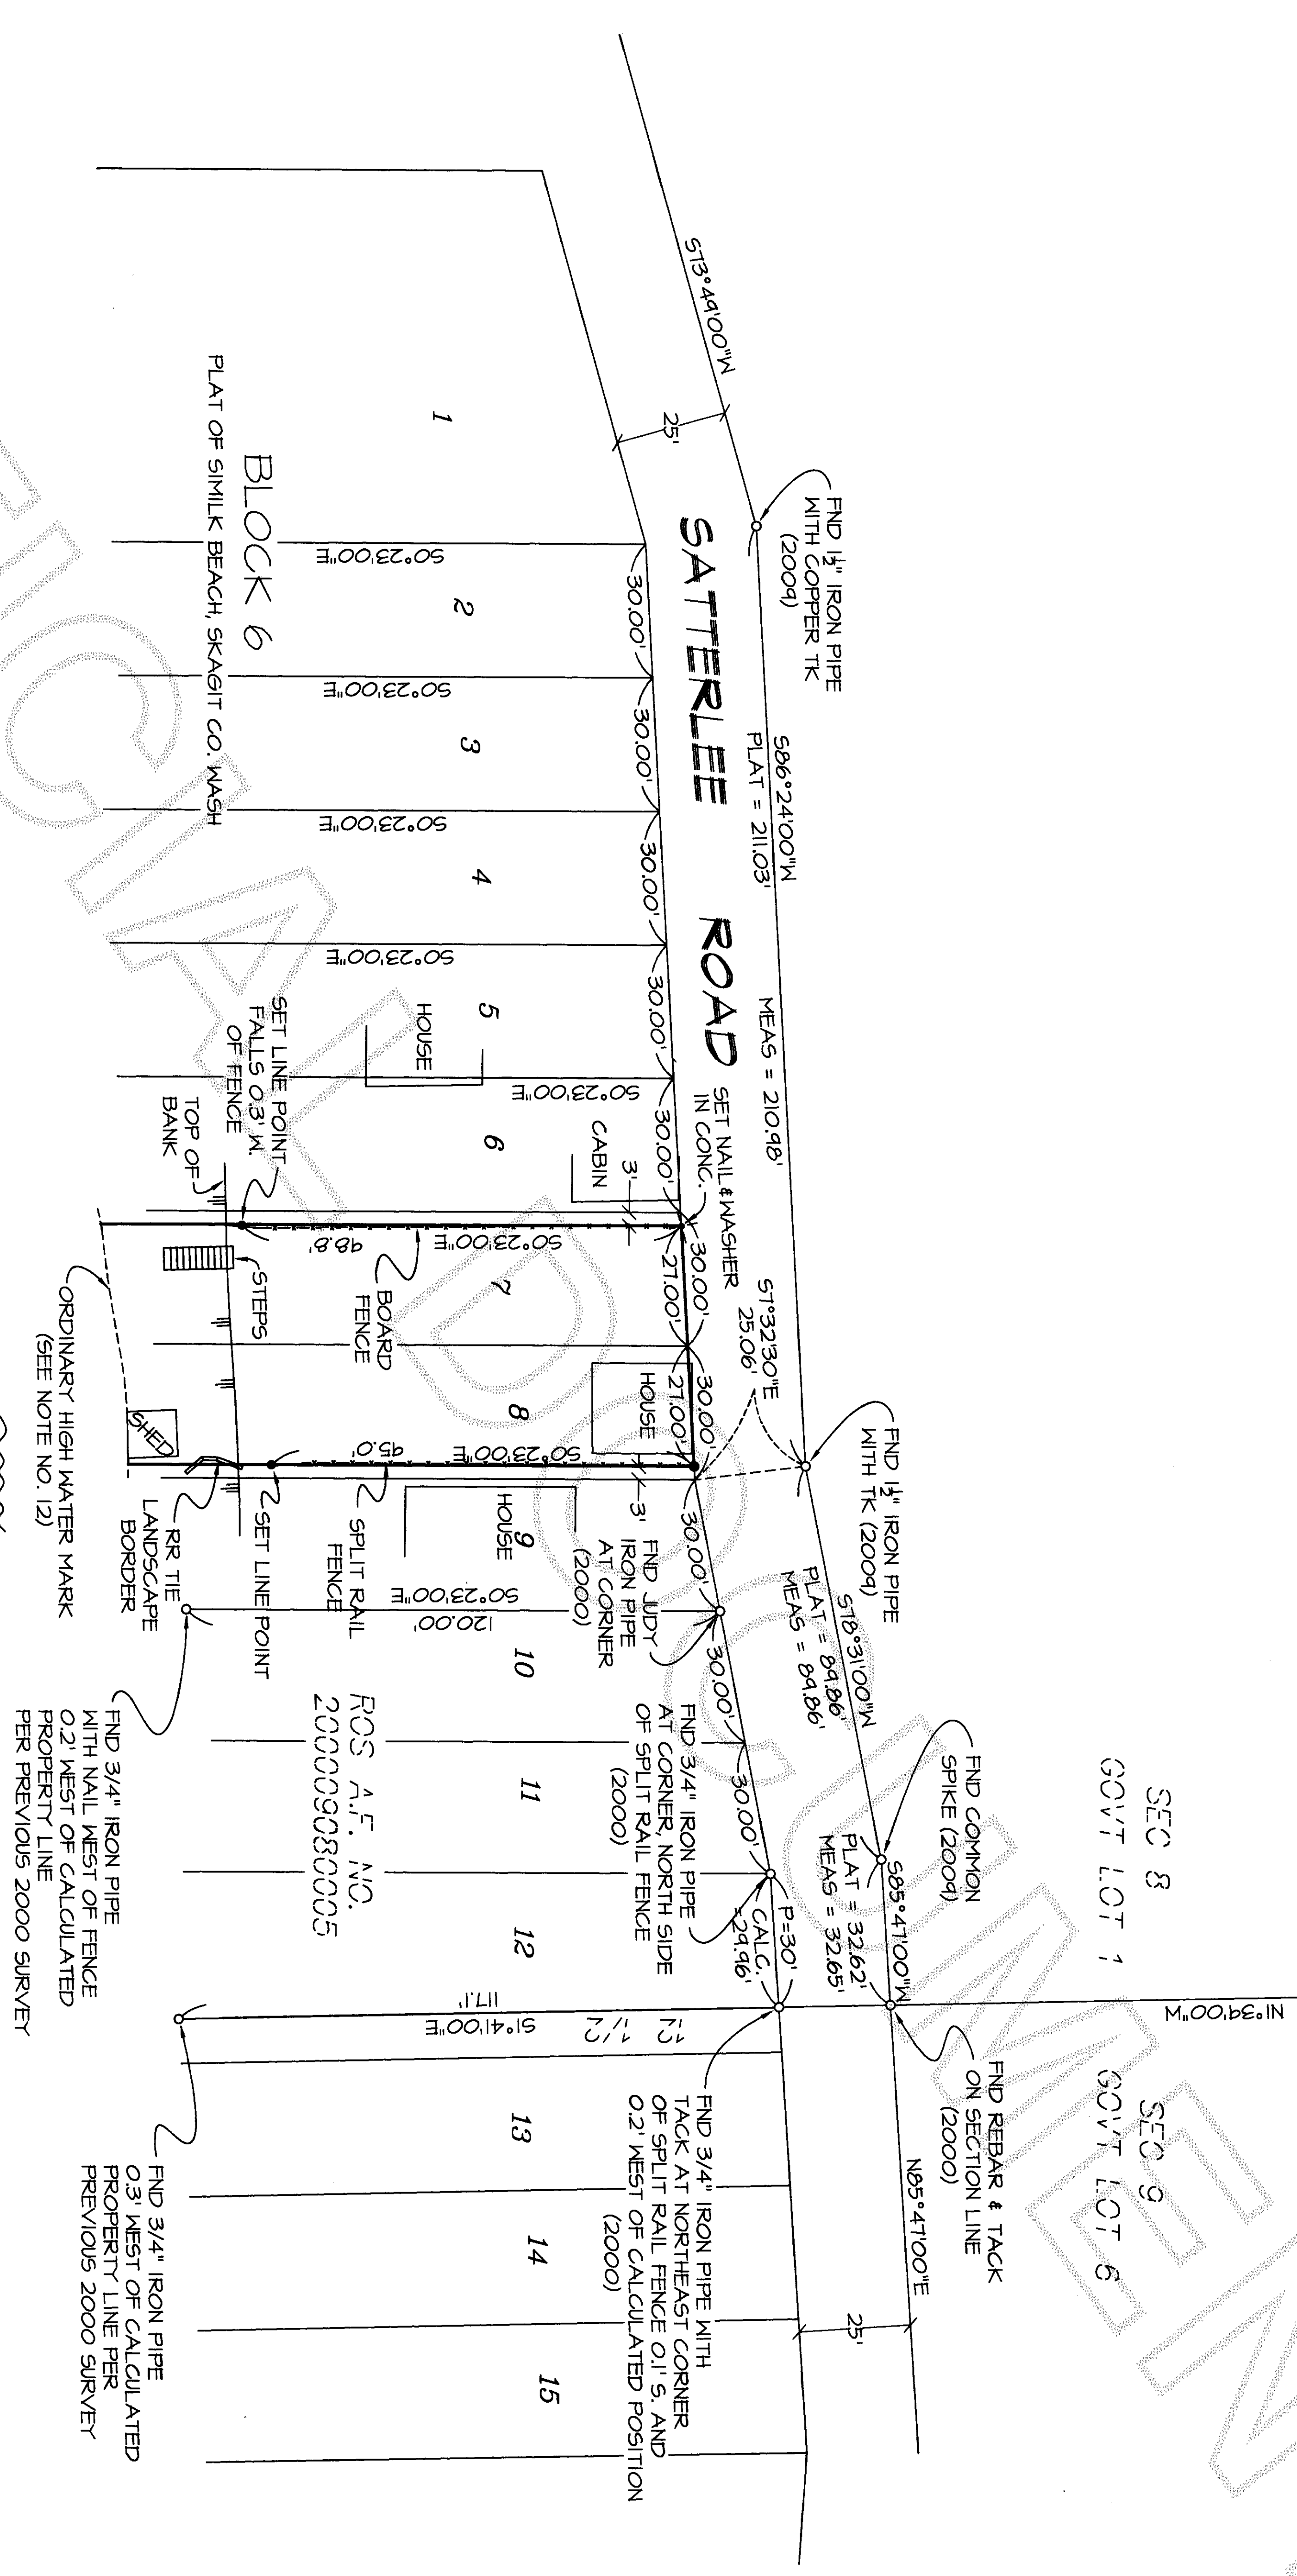 S73°49'00"W
25'
FND 1½" IRON PIPE
WITH COPPER TK
(2009)
S86°24'00"W
PLAT = 211.03'
MEAS = 210.98'
SATTERLEE ROAD
FND 1½" IRON PIPE
WITH TK (2009)
S7°32'30"E
25.06'
S78°31'00"W
PLAT = 89.86'
MEAS = 89.86'
FND COMMON
SPIKE (2009)
S85°47'00"W
PLAT = 32.62'
MEAS = 32.65'
SEC 8
GOVT LOT 1
N1°39'00"W
SEC 9
GOVT LOT 6
FND REBAR & TACK
ON SECTION LINE
(2000)
N85°47'00"E
25'
30.00'
30.00'
30.00'
30.00'
30.00'
SET NAIL & WASHER
IN CONC.
30.00'
27.00'
30.00'
27.00'
30.00'
30.00'
30.00'
P=30'
CALC.
=29.96'
1
2
3
4
5
6
7
8
9
10
11
12
12
1/2
13
14
15
S0°23'00"E
S0°23'00"E
S0°23'00"E
S0°23'00"E
S0°23'00"E
S0°23'00"E
98.8'
S0°23'00"E
95.0'
S0°23'00"E
120.00'
S1°41'00"E
117.1'
BLOCK 6
PLAT OF SIMILK BEACH, SKAGIT CO. WASH
HOUSE
CABIN
3'
HOUSE
3'
HOUSE
SET LINE POINT
FALLS 0.3' W.
OF FENCE
TOP OF
BANK
STEPS
BOARD
FENCE
ORDINARY HIGH WATER MARK
(SEE NOTE NO. 12)
SHED
RR TIE
LANDSCAPE
BORDER
SET LINE POINT
SPLIT RAIL
FENCE
FND JUDY
IRON PIPE
AT CORNER
(2000)
FND 3/4" IRON PIPE
AT CORNER, NORTH SIDE
OF SPLIT RAIL FENCE
(2000)
ROS A.F. NO.
200009080005
FND 3/4" IRON PIPE
WITH NAIL WEST OF FENCE
0.2' WEST OF CALCULATED
PROPERTY LINE
PER PREVIOUS 2000 SURVEY
FND 3/4" IRON PIPE WITH
TACK AT NORTHEAST CORNER
OF SPLIT RAIL FENCE 0.1' S. AND
0.2' WEST OF CALCULATED POSITION
(2000)
FND 3/4" IRON PIPE
0.3' WEST OF CALCULATED
PROPERTY LINE PER
PREVIOUS 2000 SURVEY